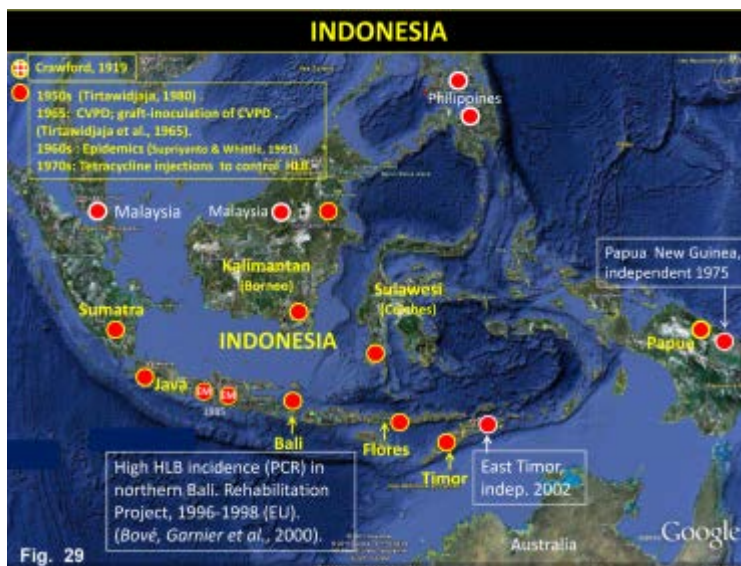 INDONESIA
Crawford, 1919
1950s (Tirtawidjaja, 1980) .
1965: CVPD; graft-inoculation of CVPD .
(Tirtawidjaja et al., 1965).
1960s : Epidemics (Supriyanto & Whittle, 1991).
1970s: Tetracycline injections to control HLB.
Philippines
Malaysia
Malaysia
Kalimantan
(Borneo)
Sulawesi
(Celebes)
Papua New Guinea,
independent 1975
Sumatra
INDONESIA
Papua
Java
EM
EM
1985
Bali
Flores
Timor
East Timor,
indep. 2002
High HLB incidence (PCR) in
northern Bali. Rehabilitation
Project, 1996-1998 (EU).
(Bové, Garnier et al., 2000).
Australia
Google
Fig. 29